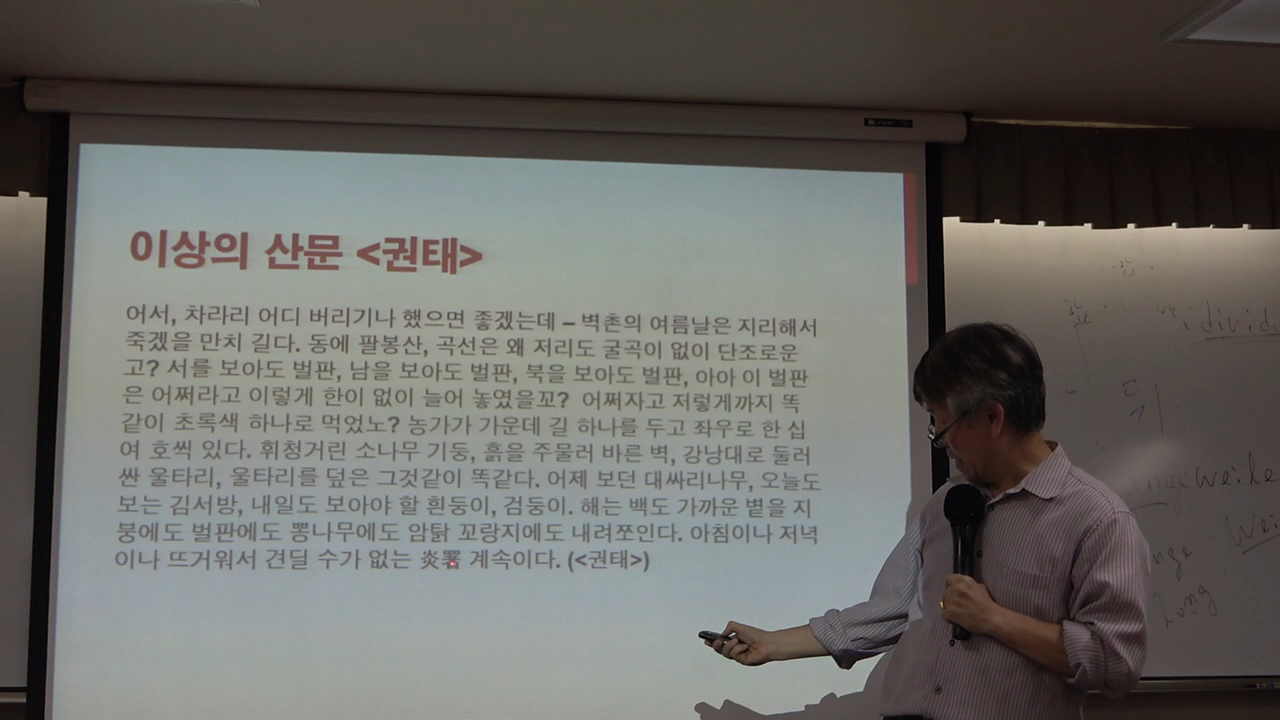 이상의 산문 <권태>
어서, 차라리 어디 버리기나 했으면 좋겠는데 – 벽촌의 여름날은 지리해서
죽겠을 만치 길다. 동에 팔봉산, 곡선은 왜 저리도 굴곡이 없이 단조로운
고? 서를 보아도 벌판, 남을 보아도 벌판, 북을 보아도 벌판, 아아 이 벌판
은 어쩌라고 이렇게 한이 없이 늘어 놓였을꼬? 어쩌자고 저렇게까지 똑
같이 초록색 하나로 먹었노? 농가가 가운데 길 하나를 두고 좌우로 한 십
여 호씩 있다. 휘청거린 소나무 기둥, 흙을 주물러 바른 벽, 강낭대로 둘러
싼 울타리, 울타리를 덮은 그것같이 똑같다. 어제 보던 대싸리나무, 오늘도
보는 김서방, 내일도 보아야 할 흰둥이, 검둥이. 해는 백도 가까운 볕을 지
붕에도 벌판에도 뽕나무에도 암탉 꼬랑지에도 내려쪼인다. 아침이나 저녁
이나 뜨거워서 견딜 수가 없는 炎署 계속이다. (<권태>)